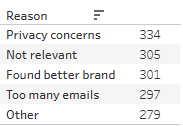 Reason
Privacy concerns 334
Not relevant 305
Found better brand 301
Too many emails 297
Other 279